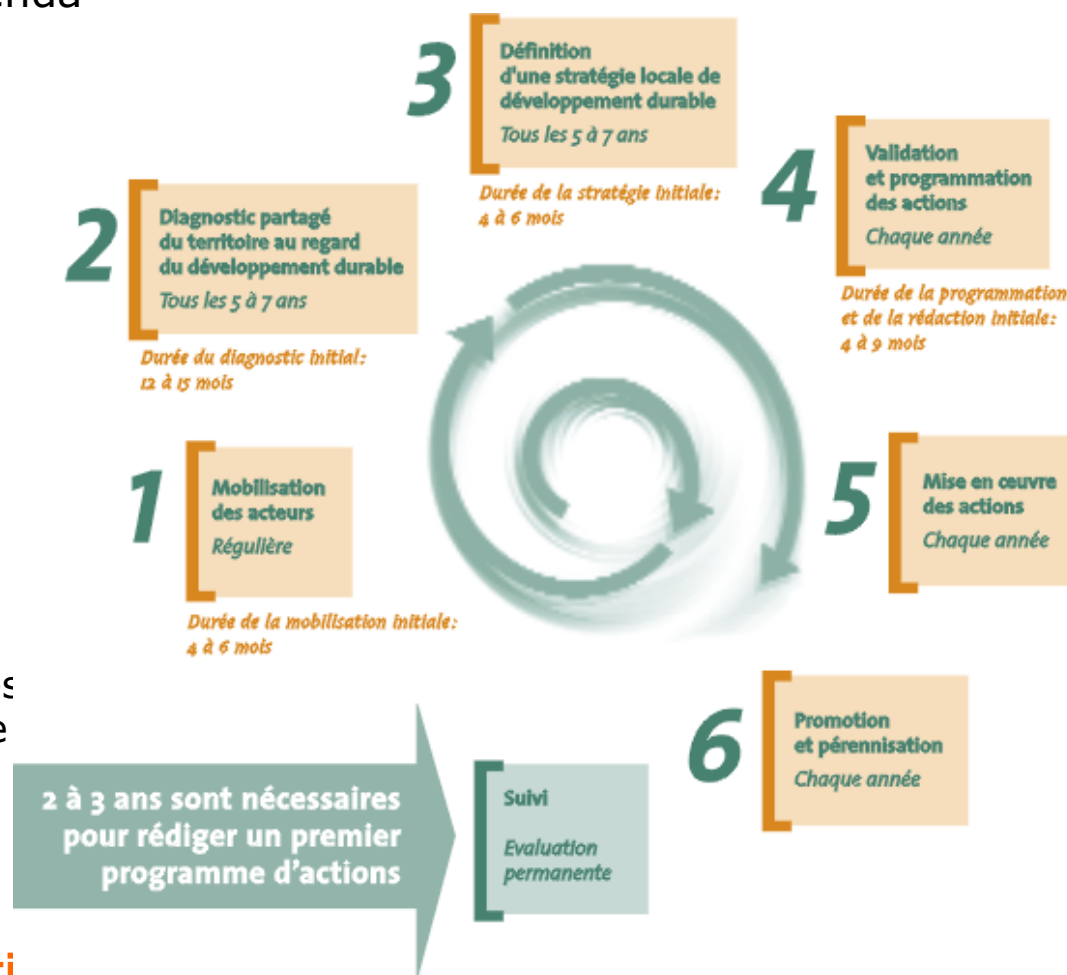 3
Définition
d'une stratégie locale de
développement durable
Tous les 5 à 7 ans
Durée de la stratégie initiale:
4 à 6 mois
4
Validation
et programmation
des actions
Chaque année
Durée de la programmation
et de la rédaction initiale:
4 à 9 mois
2
Diagnostic partagé
du territoire au regard
du développement durable
Tous les 5 à 7 ans
Durée du diagnostic initial:
12 à 15 mois
1
Mobilisation
des acteurs
Régulière
Durée de la mobilisation initiale:
4 à 6 mois
5
Mise en œuvre
des actions
Chaque année
6
Promotion
et pérennisation
Chaque année
2 à 3 ans sont nécessaires
pour rédiger un premier
programme d'actions
Suivi
Evaluation
permanente